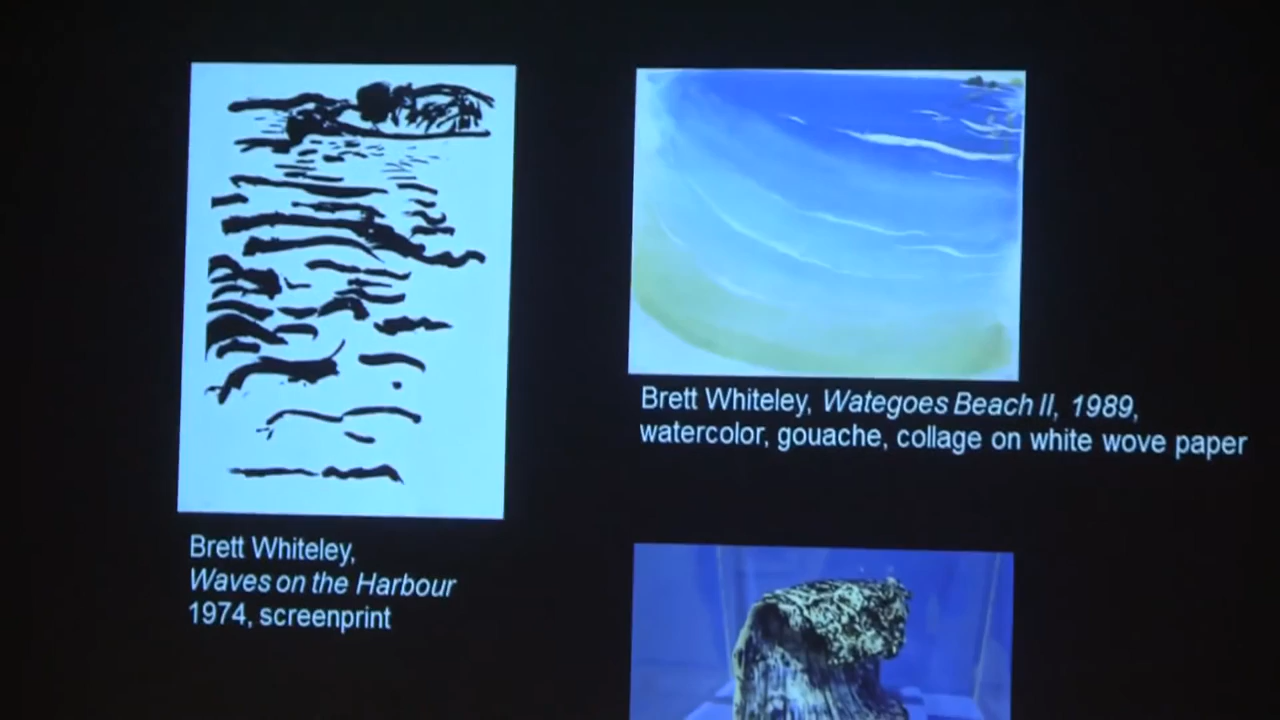 Brett Whiteley,
Waves on the Harbour
1974, screenprint
Brett Whiteley, Wategoes Beach II, 1989,
watercolor, gouache, collage on white wove paper